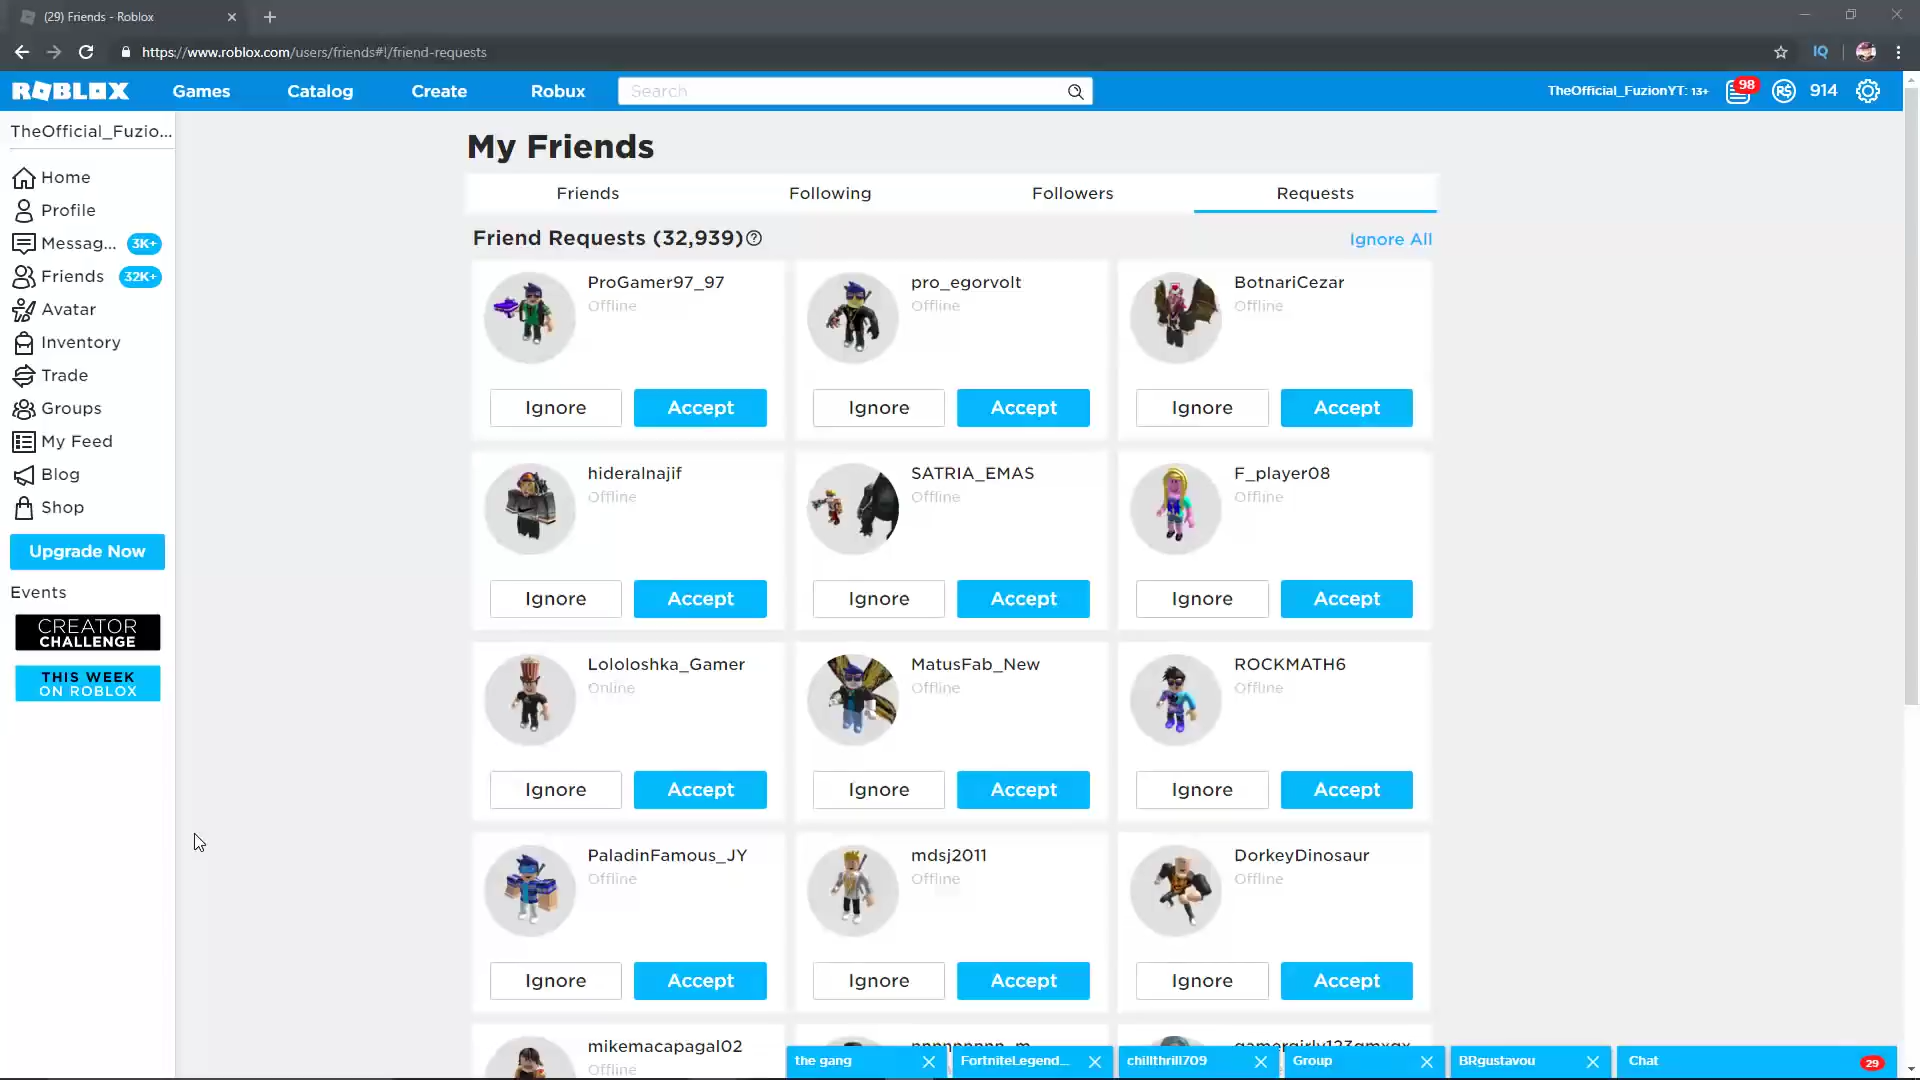 (29) Friends - Roblox
https://www.roblox.com/users/friends#!/friend-requests
IQ
ROBLOX
Games
Catalog
Create
Robux
Search
TheOfficial_FuzionYT: 13+
98
R$
914
TheOfficial_Fuzio...
Home
Profile
Messag... 3K+
Friends 32K+
Avatar
Inventory
Trade
Groups
My Feed
Blog
Shop
Upgrade Now
Events
CREATOR
CHALLENGE
THIS WEEK
ON ROBLOX
My Friends
Friends
Following
Followers
Requests
Friend Requests (32,939)
Ignore All
ProGamer97_97
Offline
Ignore
Accept
pro_egorvolt
Offline
Ignore
Accept
BotnariCezar
Offline
Ignore
Accept
hideralnajif
Offline
Ignore
Accept
SATRIA_EMAS
Offline
Ignore
Accept
F_player08
Offline
Ignore
Accept
Lololoshka_Gamer
Online
Ignore
Accept
MatusFab_New
Offline
Ignore
Accept
ROCKMATH6
Offline
Ignore
Accept
PaladinFamous_JY
Offline
Ignore
Accept
mdsj2011
Offline
Ignore
Accept
DorkeyDinosaur
Offline
Ignore
Accept
mikemacapagal02
Offline
the gang
FortniteLegend...
chillthrill709
Group
BRgustavou
Chat
29